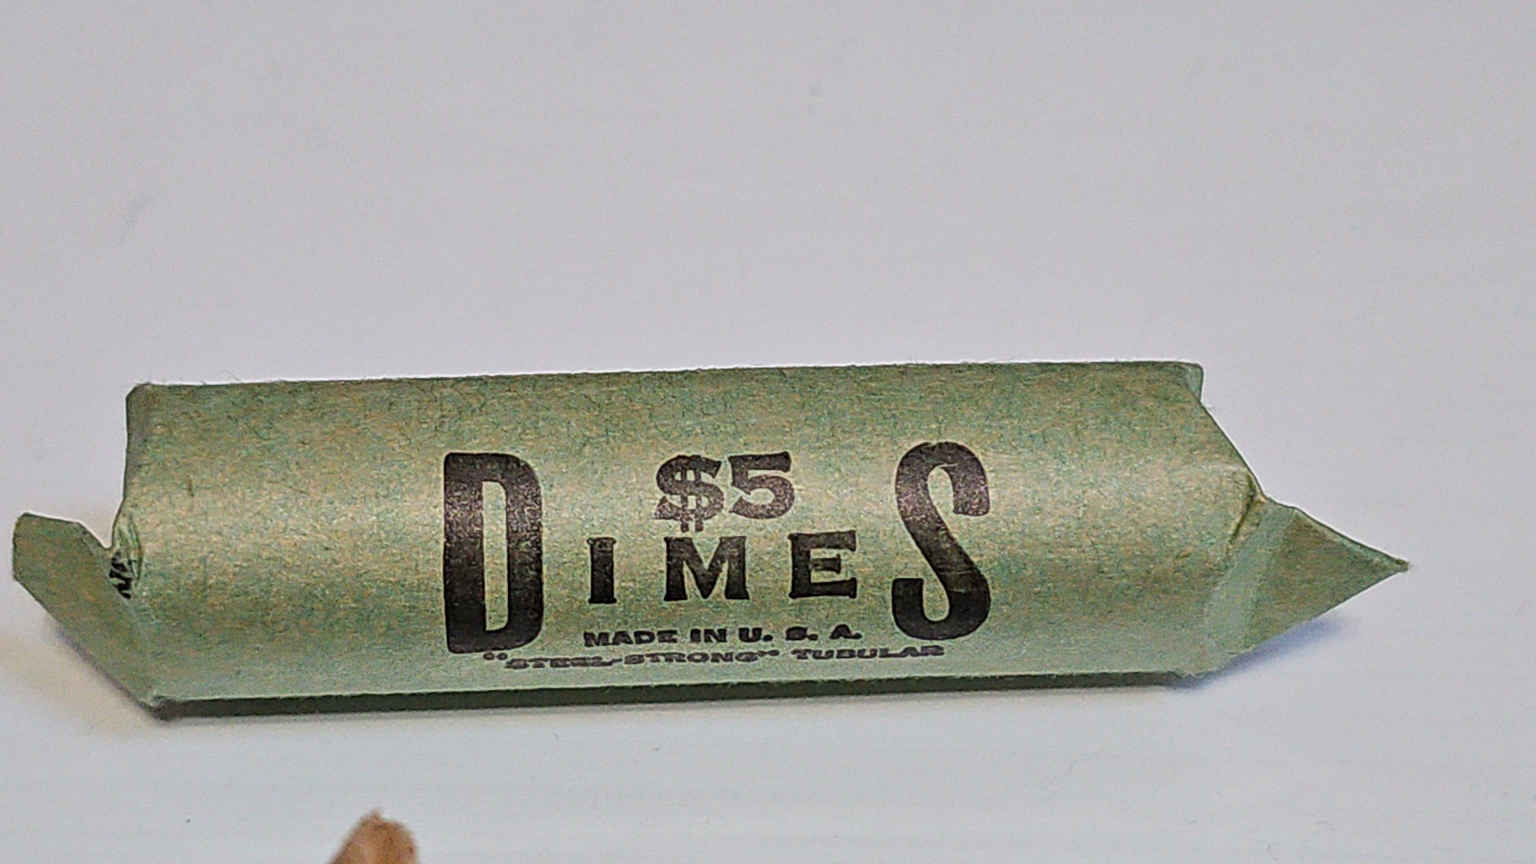 $5
DIMES
MADE IN U. S. A.
"STEEL-STRONG" TUBULAR